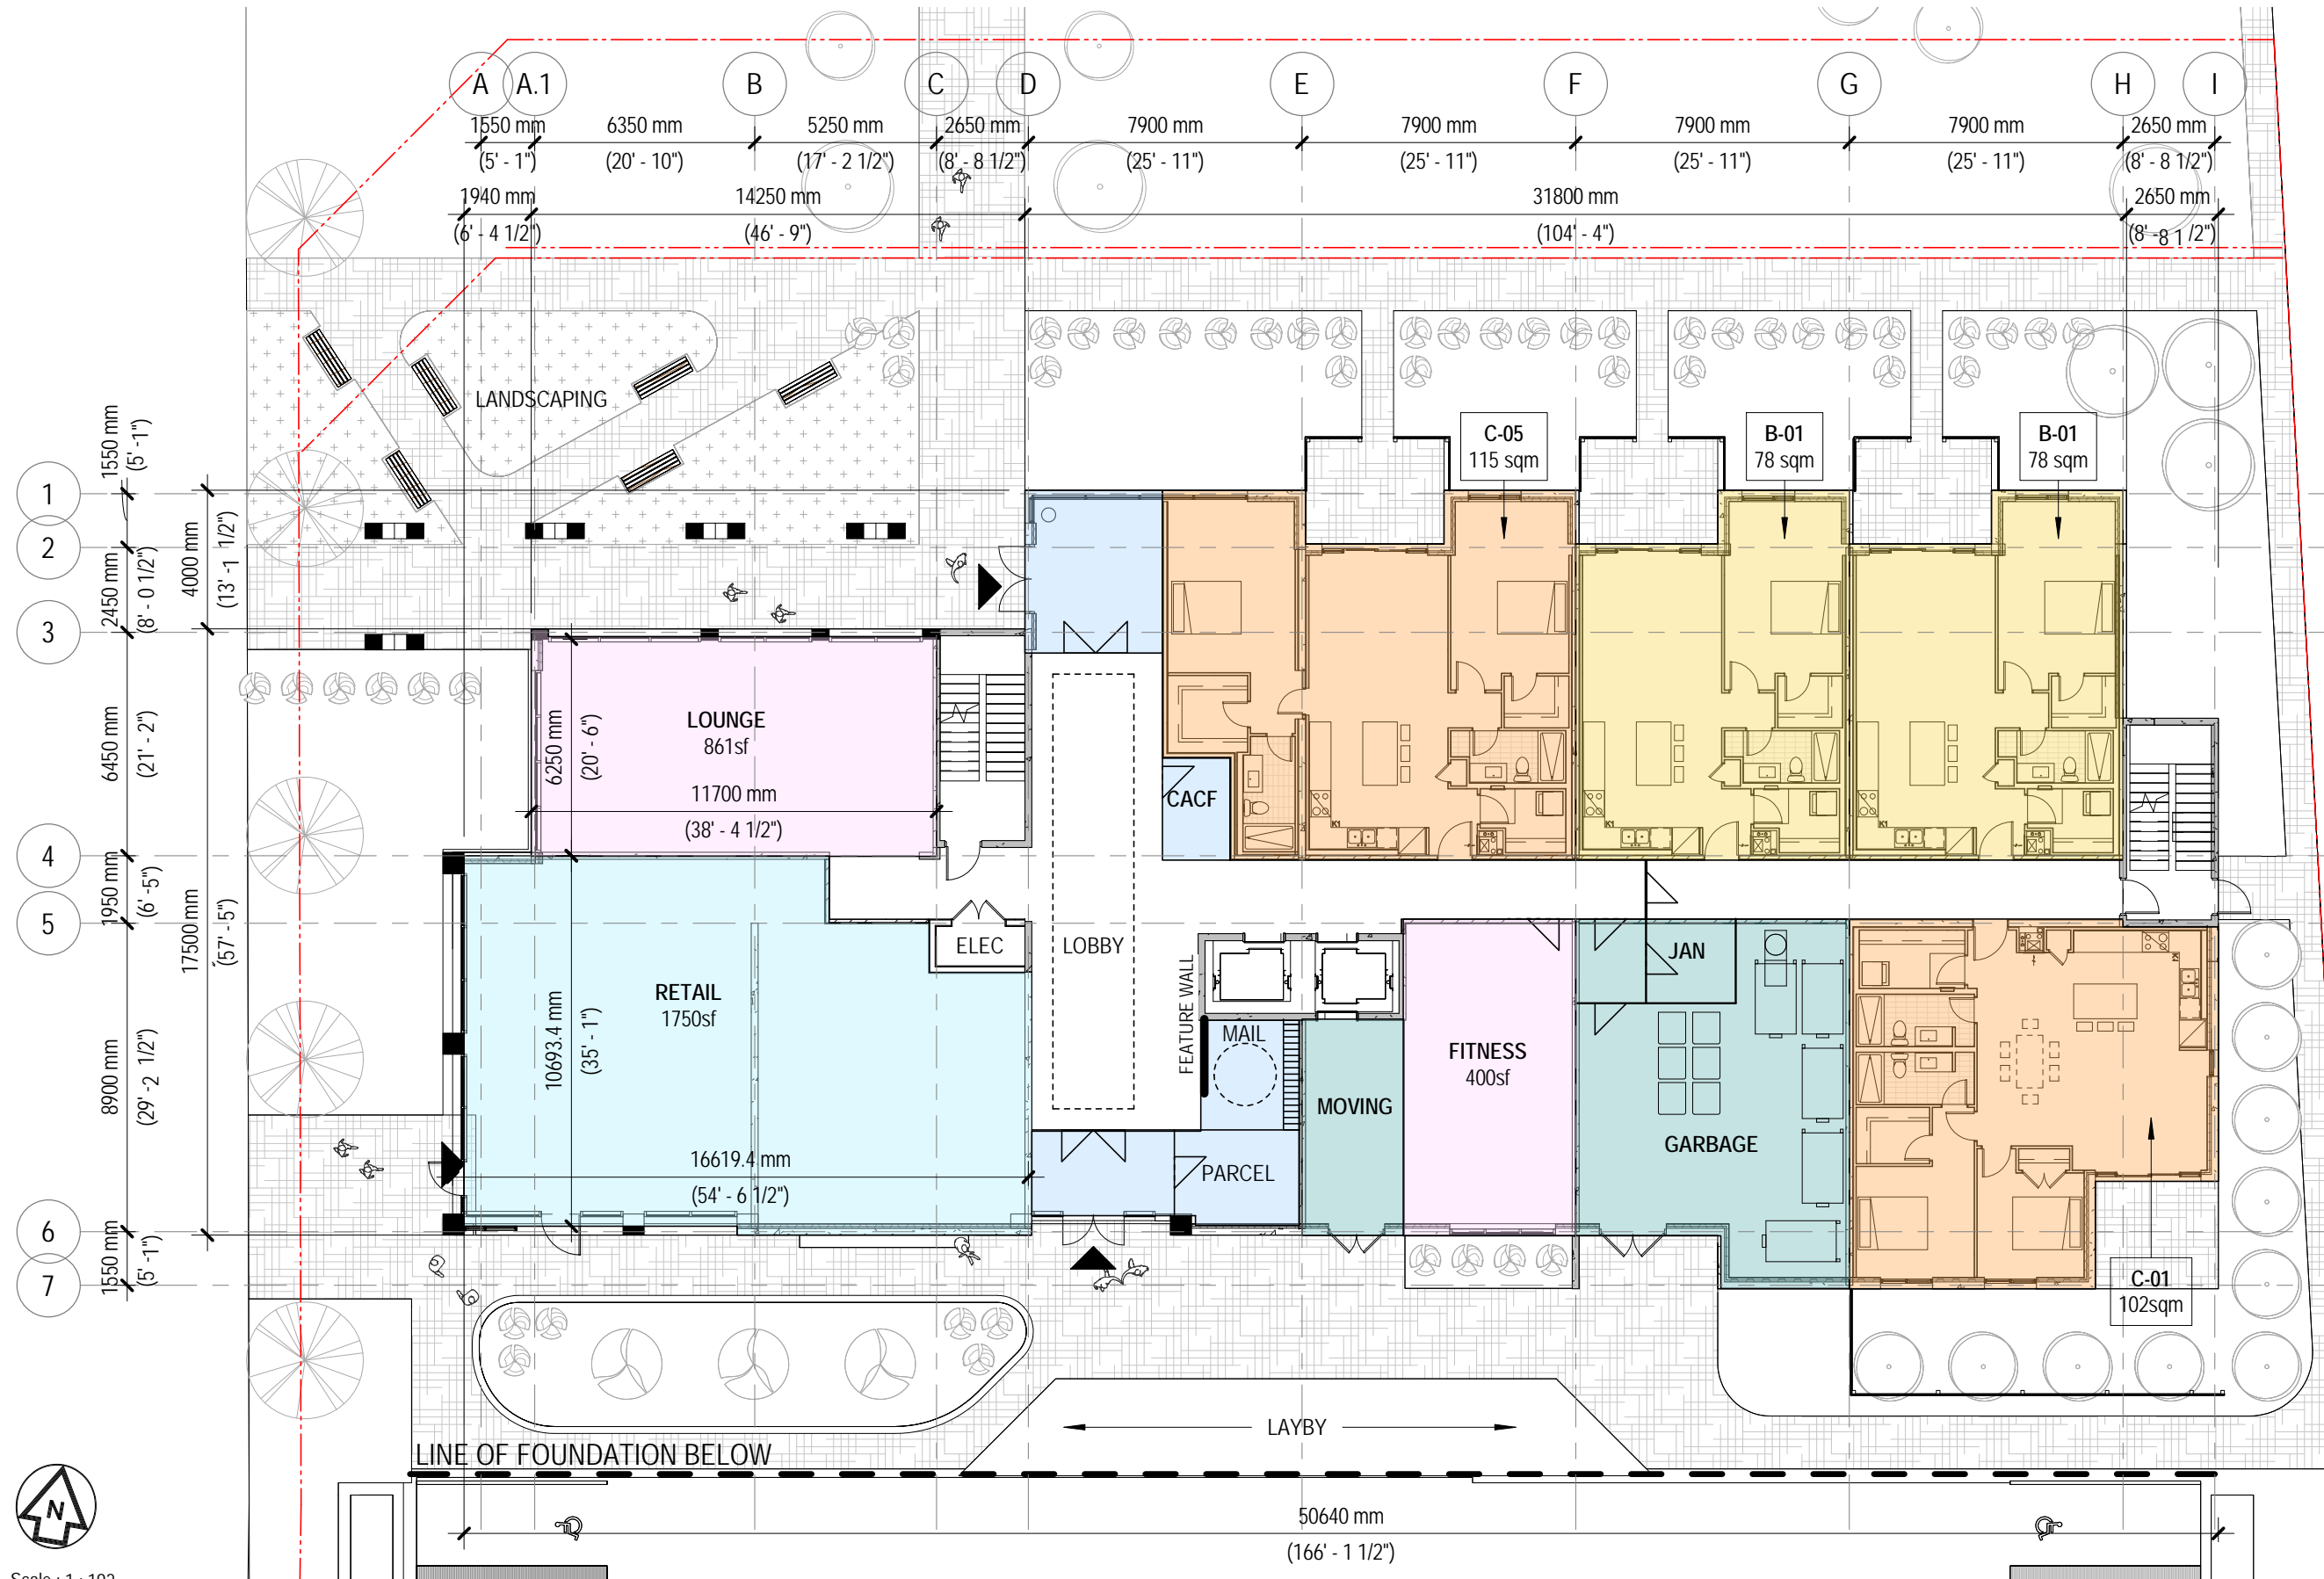 A
A.1
B
C
D
E
F
G
H
I
1550 mm
6350 mm
5250 mm
2650 mm
7900 mm
7900 mm
7900 mm
7900 mm
2650 mm
(5' - 1")
(20' - 10")
(17' - 2 1/2")
(8' - 8 1/2")
(25' - 11")
(25' - 11")
(25' - 11")
(25' - 11")
(8' - 8 1/2")
1940 mm
14250 mm
31800 mm
2650 mm
(6' - 4 1/2")
(46' - 9")
(104' - 4")
(8' -8 1/2")
LANDSCAPING
C-05
115 sqm
B-01
78 sqm
B-01
78 sqm
1
2
3
4
5
6
7
1550 mm
(5' -1")
2450 mm
(8' - 0 1/2")
4000 mm
(13' -1 1/2")
6450 mm
(21' - 2")
1950 mm
(6' -5")
17500 mm
(57' -5")
8900 mm
(29' -2 1/2")
1550 mm
(5' -1")
LOUNGE
861sf
6250 mm
(20' - 6")
11700 mm
(38' - 4 1/2")
CACF
K1
K1
K1
ELEC
LOBBY
JAN
RETAIL
1750sf
10693.4 mm
(35' - 1")
FEATURE WALL
MAIL
FITNESS
400sf
K1
MOVING
GARBAGE
16619.4 mm
(54' - 6 1/2")
PARCEL
C-01
102sqm
LAYBY
LINE OF FOUNDATION BELOW
N
50640 mm
(166' - 1 1/2")